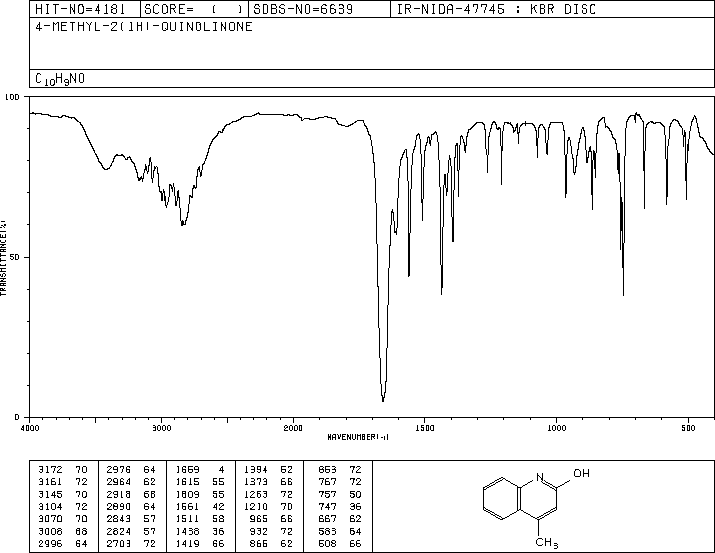 HIT-NO=4181 SCORE= ( ) SDBS-NO=6639 IR-NIDA-47745 : KBR DISC
4-METHYL-2(1H)-QUINOLINONE
C10H9NO
100
TRANSMITTANCE(%)
50
0
4000 3000 2000 1500 1000 500
WAVENUMBER(-1)
3172 70 2976 64 1659 4 1394 52 853 72
3161 72 2964 62 1615 55 1373 66 767 72
3145 70 2918 66 1609 55 1263 72 757 50
3104 72 2890 64 1561 42 1210 70 747 36
3070 70 2843 57 1511 58 965 66 667 62
3008 68 2824 57 1438 36 932 72 583 64
2996 64 2703 72 1419 66 866 62 508 66
N
OH
CH3